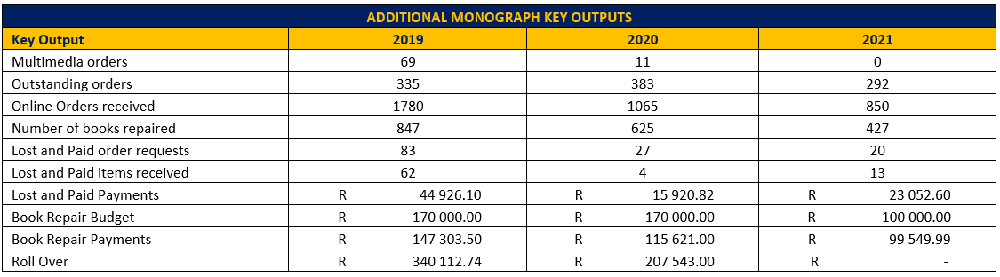 ADDITIONAL MONOGRAPH KEY OUTPUTS
Key Output 2019 2020 2021
Multimedia orders 69 11 0
Outstanding orders 335 383 292
Online Orders received 1780 1065 850
Number of books repaired 847 625 427
Lost and Paid order requests 83 27 20
Lost and Paid items received 62 4 13
Lost and Paid Payments R 44 926.10 R 15 920.82 R 23 052.60
Book Repair Budget R 170 000.00 R 170 000.00 R 100 000.00
Book Repair Payments R 147 303.50 R 115 621.00 R 99 549.99
Roll Over R 340 112.74 R 207 543.00 R -